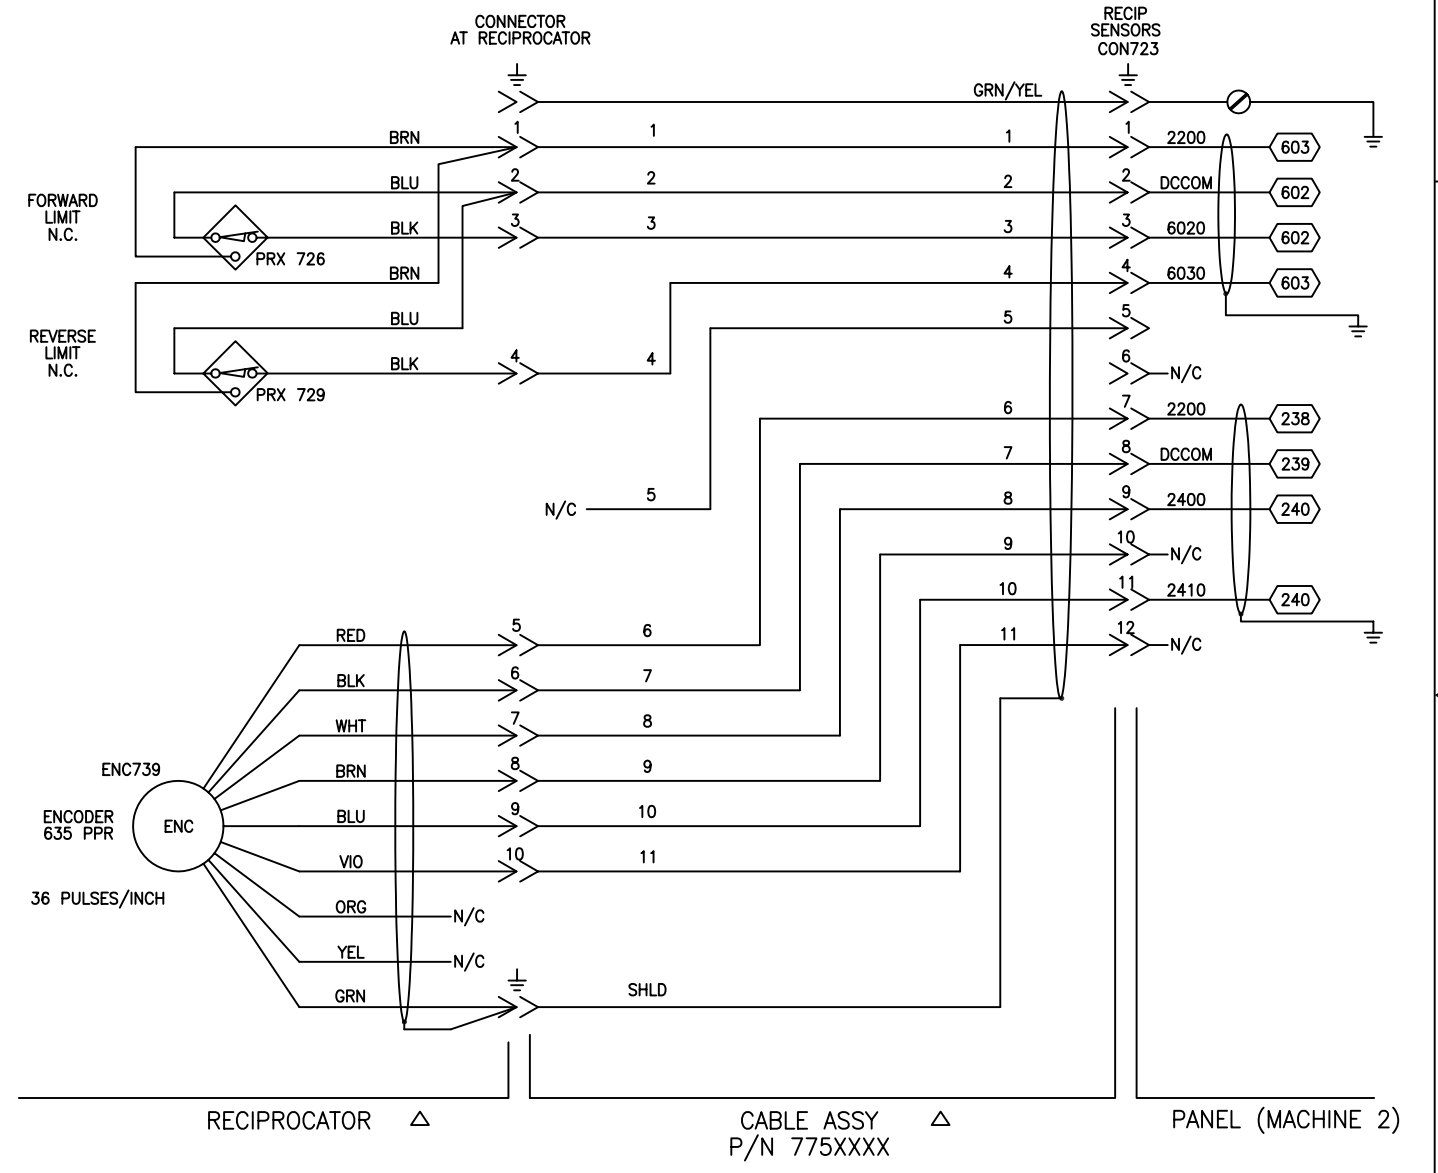 CONNECTOR
AT RECIPROCATOR
RECIP
SENSORS
CON723
GRN/YEL
BRN 1 1 1 1 2200 603
BLU 2 2 2 2 DCCOM 602
FORWARD
LIMIT
N.C.
BLK 3 3 3 3 6020 602
PRX 726
BRN 4 4 6030 603
BLU 5 5
REVERSE
LIMIT
N.C.
BLK 4 4 6 N/C
PRX 729
6 7 2200 238
7 8 DCCOM 239
N/C 5 8 9 2400 240
9 10 N/C
10 11 2410 240
RED 5 6 11 12 N/C
BLK 6 7
WHT 7 8
ENC739
BRN 8 9
ENCODER
635 PPR
ENC
BLU 9 10
VIO 10 11
36 PULSES/INCH
ORG N/C
YEL N/C
GRN SHLD
RECIPROCATOR
CABLE ASSY
P/N 775XXXX
PANEL (MACHINE 2)